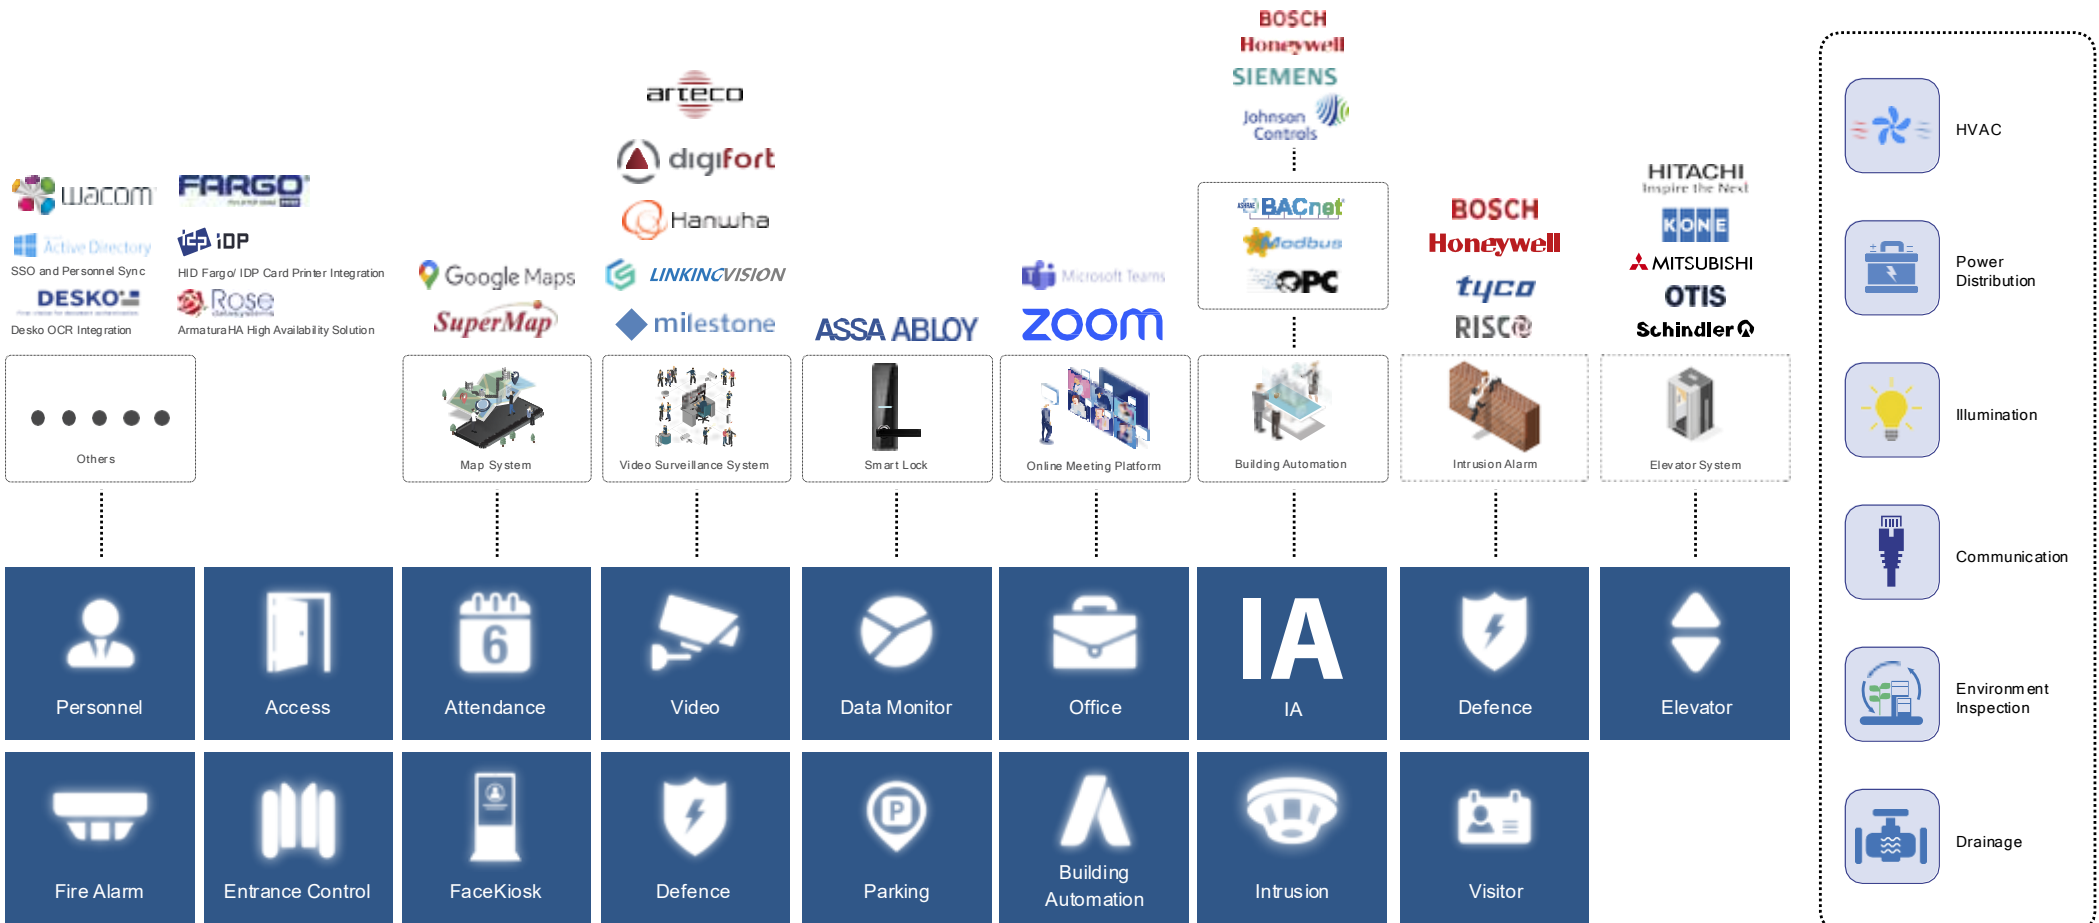 wacom
FARGO
Active Directory
SSO and Personnel Sync
iDP
HID Fargo/ IDP Card Printer Integration
DESKO
Desko OCR Integration
Rose
ArmaturaHA High Availability Solution
Others
Google Maps
SuperMap
Map System
arteco
digifort
Hanwha
LINKINGVISION
milestone
Video Surveillance System
ASSA ABLOY
Smart Lock
Microsoft Teams
zoom
Online Meeting Platform
BOSCH
Honeywell
SIEMENS
Johnson
Controls
ASHRAE BACnet
Modbus
OPC
Building Automation
BOSCH
Honeywell
tyco
RISCO
Intrusion Alarm
HITACHI
Inspire the Next
KONE
MITSUBISHI
OTIS
Schindler
Elevator System
Personnel
Access
6
Attendance
Video
Data Monitor
Office
IA
IA
Defence
Elevator
Fire Alarm
Entrance Control
FaceKiosk
Defence
P
Parking
Building
Automation
Intrusion
Visitor
HVAC
Power
Distribution
Illumination
Communication
Environment
Inspection
Drainage